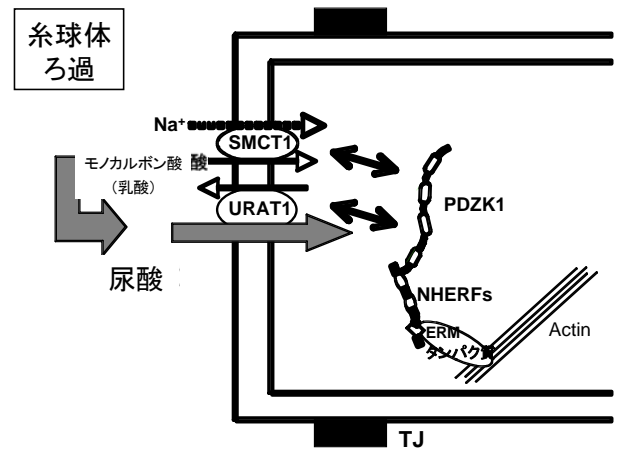 糸球体
ろ過
Na⁺
SMCT1
モノカルボン酸 酸
（乳酸）
URAT1
PDZK1
尿酸
NHERFs
ERM
タンパク質
Actin
TJ